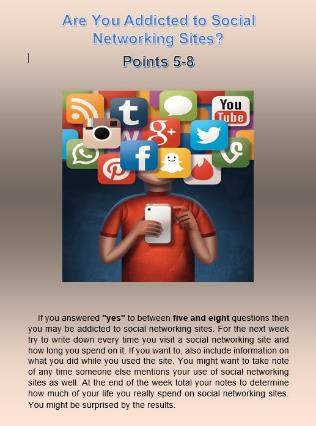 Are You Addicted to Social
Networking Sites?
Points 5-8
You
Tube
t
g+
f
If you answered "yes" to between five and eight questions then
you may be addicted to social networking sites. For the next week
try to write down every time you visit a social networking site and
how long you spend on it. If you want to, also include information on
what you did while you used the site. You might want to take note
of any time someone else mentions your use of social networking
sites as well. At the end of the week total your notes to determine
how much of your life you really spend on social networking sites.
You might be surprised by the results.